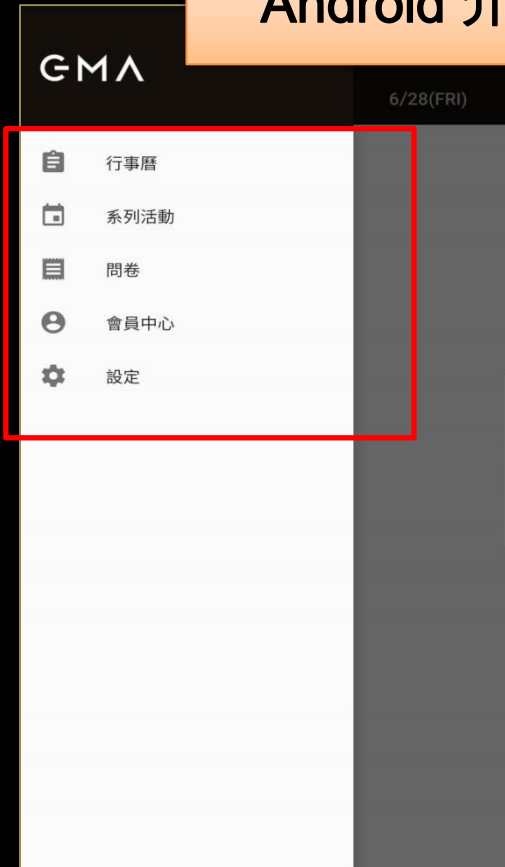 Android 介
GMA
6/28(FRI)
行事曆
系列活動
問卷
會員中心
設定